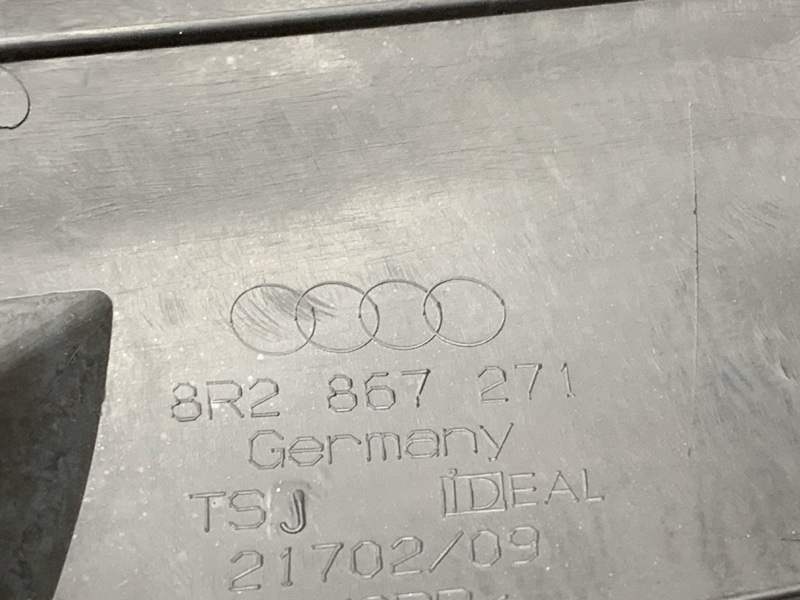 8R2 867 271
Germany
TSJ IDEAL
21702/09